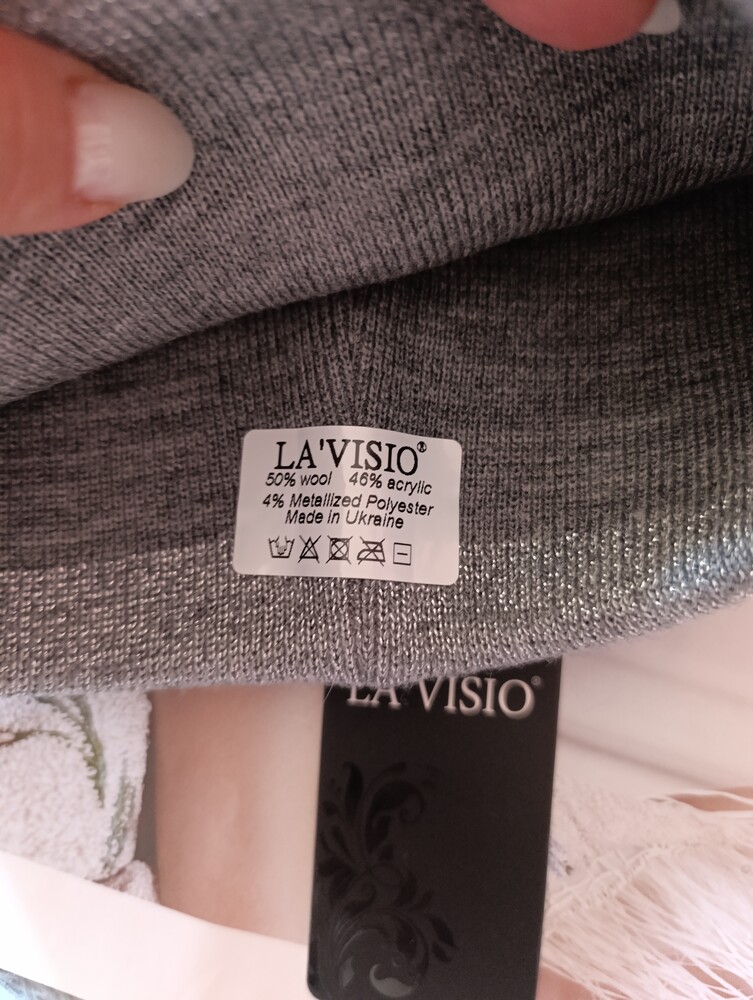 LA'VISIO®
50% wool 46% acrylic
4% Metallized Polyester
Made in Ukraine
LA'VISIO®